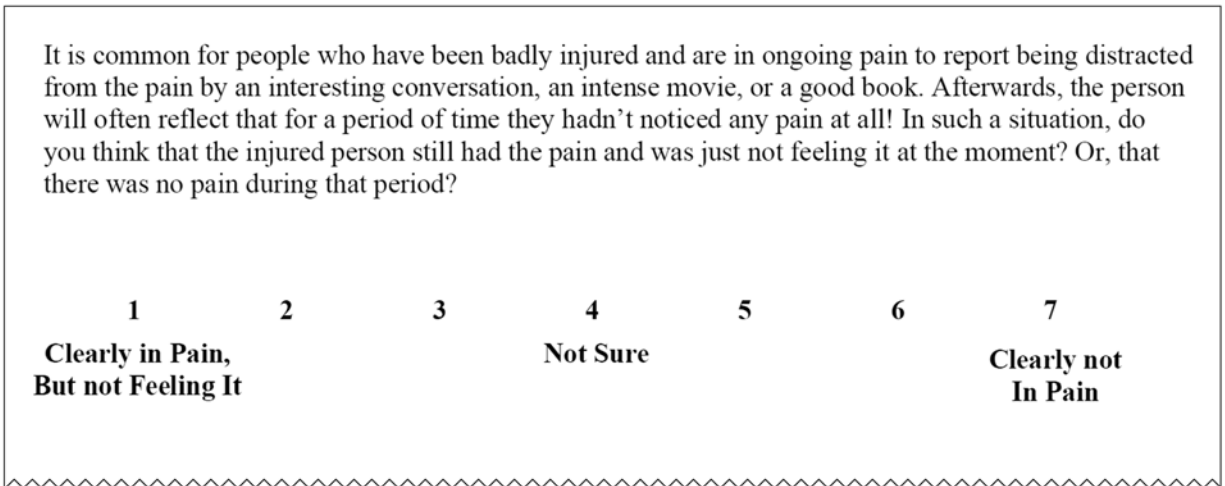 It is common for people who have been badly injured and are in ongoing pain to report being distracted
from the pain by an interesting conversation, an intense movie, or a good book. Afterwards, the person
will often reflect that for a period of time they hadn’t noticed any pain at all! In such a situation, do
you think that the injured person still had the pain and was just not feeling it at the moment? Or, that
there was no pain during that period?
1 2 3 4 5 6 7
Clearly in Pain, Not Sure Clearly not
But not Feeling It In Pain